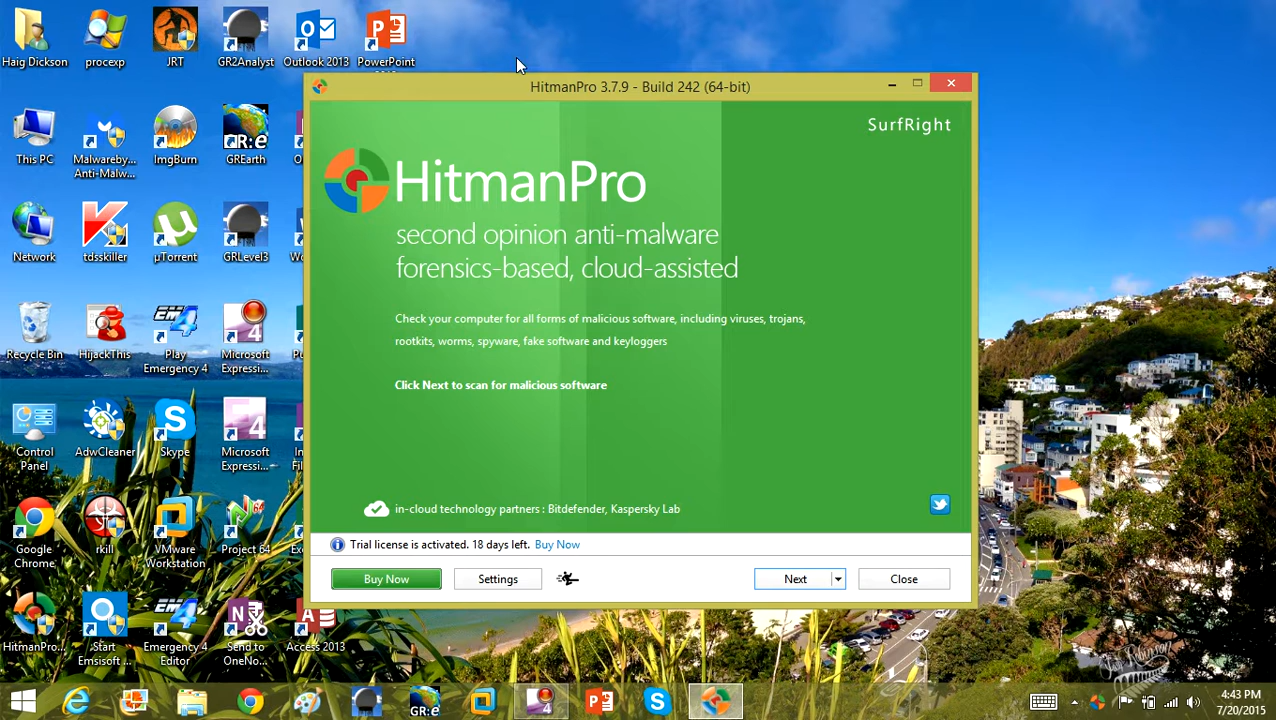 Haig Dickson
procexp
JRT
GR2Analyst
Outlook 2013
PowerPoint
This PC
Malwareby...
Anti-Malw...
ImgBurn
GREarth
Network
tdsskiller
µTorrent
GRLevel3
Recycle Bin
HijackThis
Play
Emergency 4
Microsoft
Expressi...
Control
Panel
AdwCleaner
Skype
Microsoft
Expressi...
Google
Chrome
rkill
VMware
Workstation
Project 64
HitmanPro...
Start
Emsisoft ...
Emergency 4
Editor
Send to
OneNo...
Access 2013
HitmanPro 3.7.9 - Build 242 (64-bit)
SurfRight
HitmanPro
second opinion anti-malware
forensics-based, cloud-assisted
Check your computer for all forms of malicious software, including viruses, trojans,
rootkits, worms, spyware, fake software and keyloggers
Click Next to scan for malicious software
in-cloud technology partners : Bitdefender, Kaspersky Lab
Trial license is activated. 18 days left. Buy Now
Buy Now
Settings
Next
Close
GR:e
4:43 PM
7/20/2015